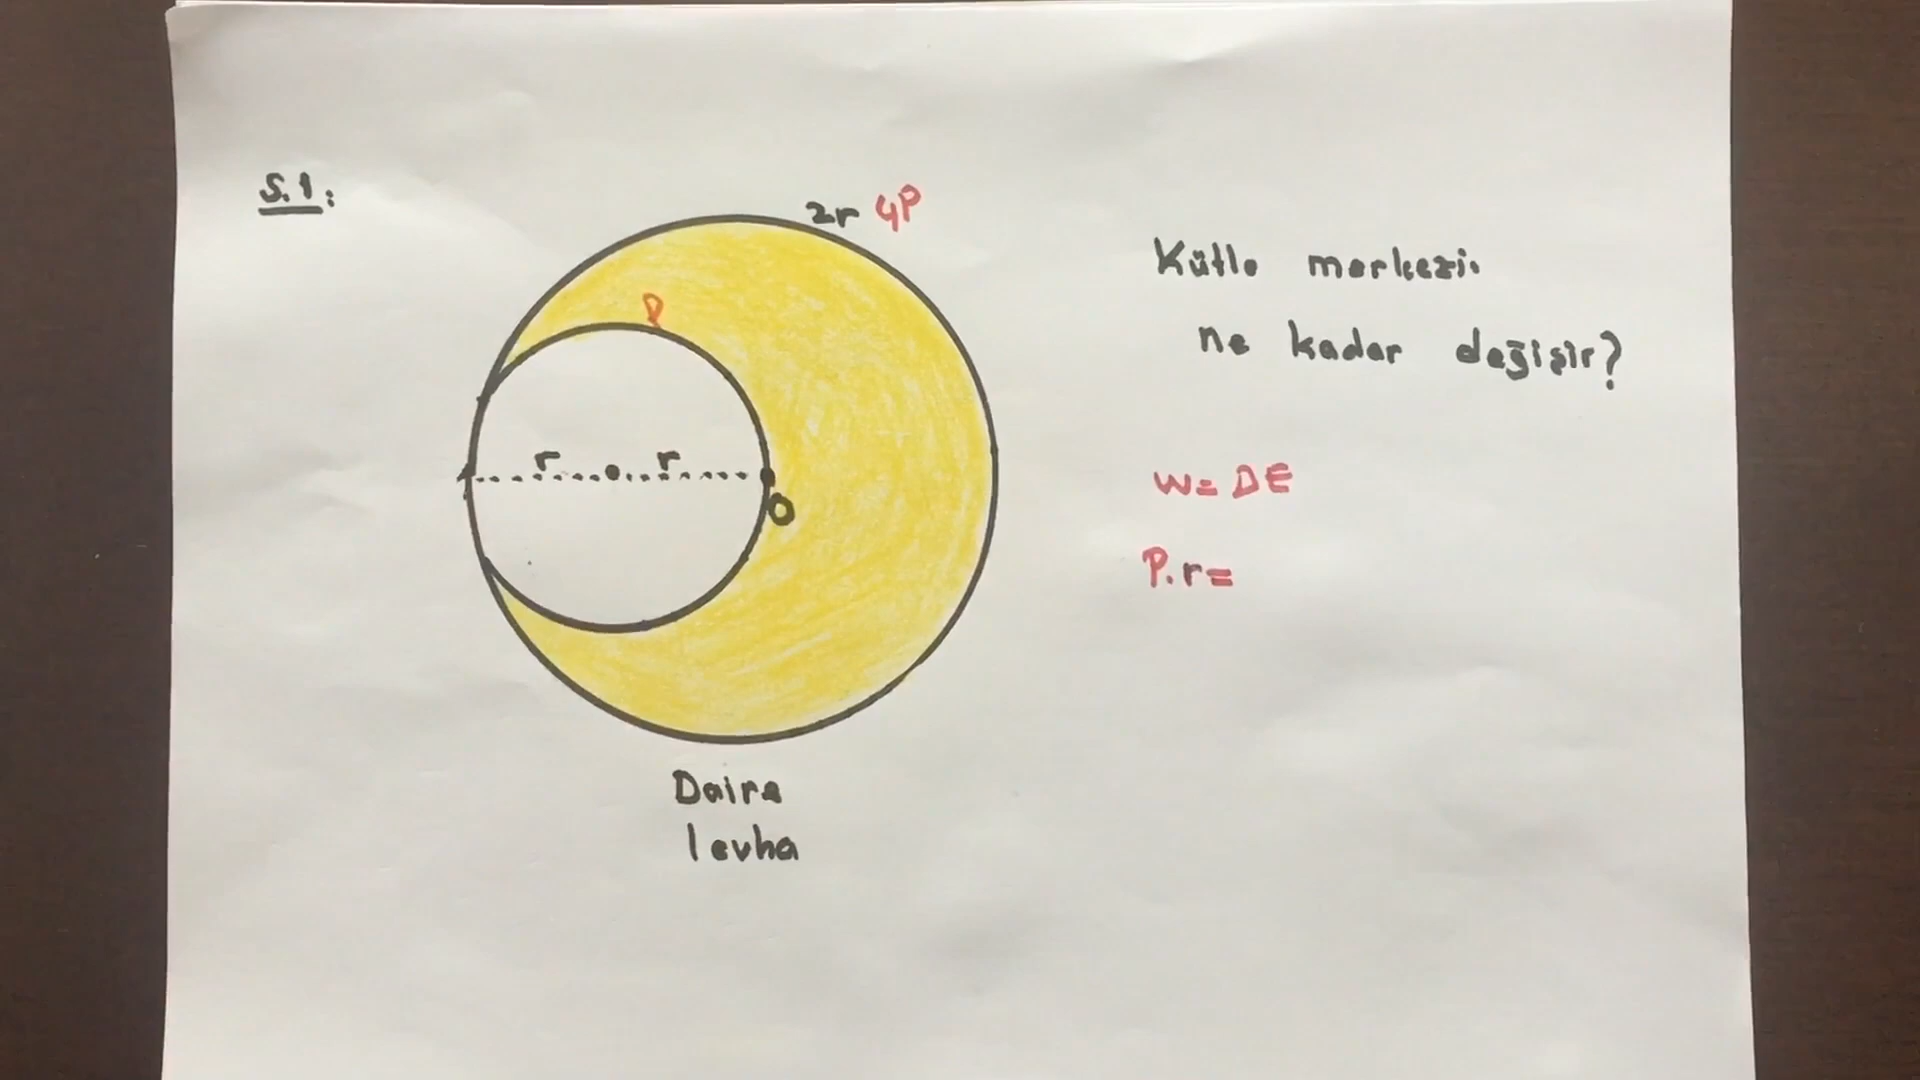 S.1:
2r 4P
P
r r
O
Daire
levha
Kütle merkezi
ne kadar değişir?
W= ΔE
P.r=